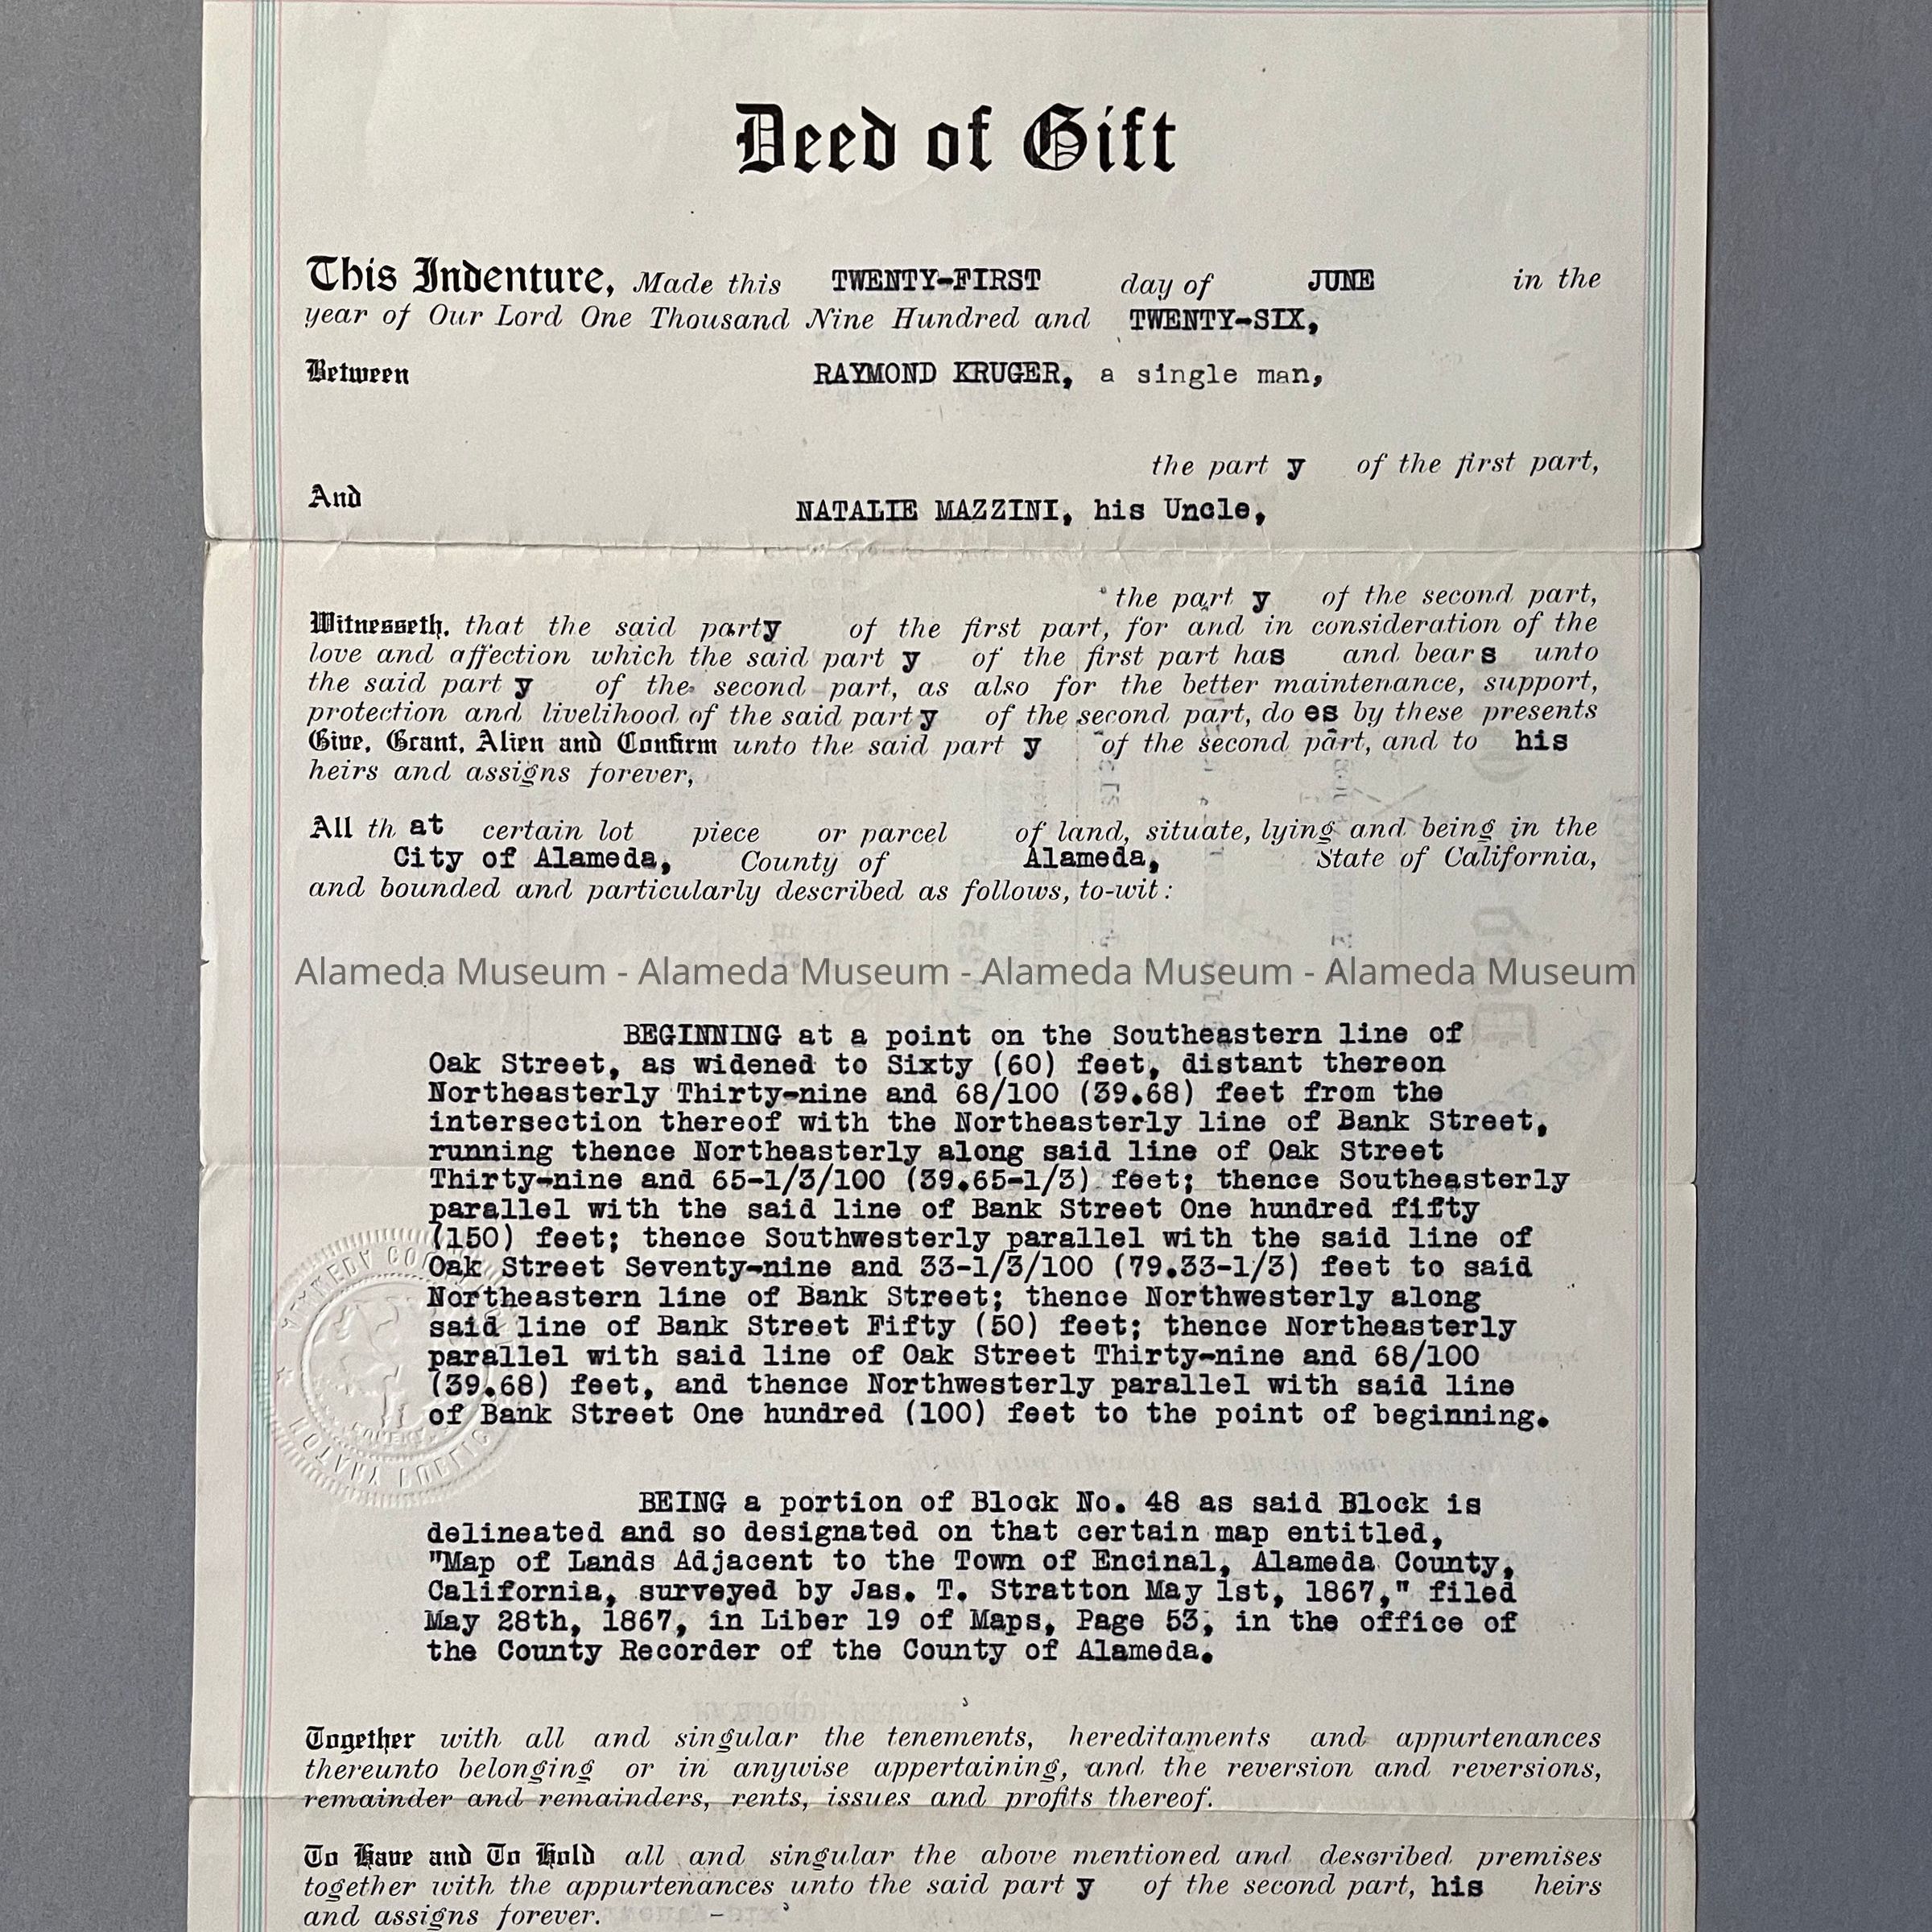 Deed of Gift
This Indenture, Made this TWENTY-FIRST day of JUNE in the
year of Our Lord One Thousand Nine Hundred and TWENTY-SIX,
Between RAYMOND KRUGER, a single man,
the part y of the first part,
And NATALIE MAZZINI, his Uncle,
the part y of the second part,
Witnesseth, that the said party of the first part, for and in consideration of the
love and affection which the said part y of the first part has and bears unto
the said part y of the second part, as also for the better maintenance, support,
protection and livelihood of the said part y of the second part, do es by these presents
Give, Grant, Alien and Confirm unto the said part y of the second part, and to his
heirs and assigns forever,
All th at certain lot piece or parcel of land, situate, lying and being in the
City of Alameda, County of Alameda, State of California,
and bounded and particularly described as follows, to-wit:
Alameda Museum - Alameda Museum - Alameda Museum - Alameda Museum
BEGINNING at a point on the Southeastern line of
Oak Street, as widened to Sixty (60) feet, distant thereon
Northeasterly Thirty-nine and 68/100 (39.68) feet from the
intersection thereof with the Northeasterly line of Bank Street,
running thence Northeasterly along said line of Oak Street
Thirty-nine and 65-1/3/100 (39.65-1/3) feet; thence Southeasterly
parallel with the said line of Bank Street One hundred fifty
(150) feet; thence Southwesterly parallel with the said line of
Oak Street Seventy-nine and 33-1/3/100 (79.33-1/3) feet to said
Northeastern line of Bank Street; thence Northwesterly along
said line of Bank Street Fifty (50) feet; thence Northeasterly
parallel with said line of Oak Street Thirty-nine and 68/100
(39.68) feet, and thence Northwesterly parallel with said line
of Bank Street One hundred (100) feet to the point of beginning.
NOTARY PUBLIC
BEING a portion of Block No. 48 as said Block is
delineated and so designated on that certain map entitled,
"Map of Lands Adjacent to the Town of Encinal, Alameda County,
California, surveyed by Jas. T. Stratton May 1st, 1867," filed
May 28th, 1867, in Liber 19 of Maps, Page 53, in the office of
the County Recorder of the County of Alameda.
Together with all and singular the tenements, hereditaments and appurtenances
thereunto belonging or in anywise appertaining, and the reversion and reversions,
remainder and remainders, rents, issues and profits thereof.
To Have and To Hold all and singular the above mentioned and described premises
together with the appurtenances unto the said part y of the second part, his heirs
and assigns forever.